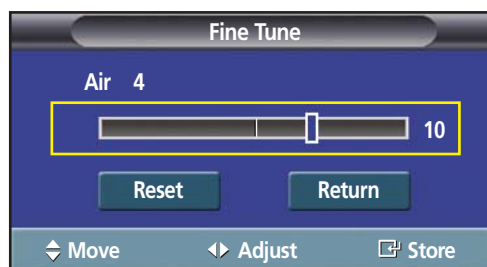 Fine Tune
Air 4
10
Reset Return
Move Adjust Store